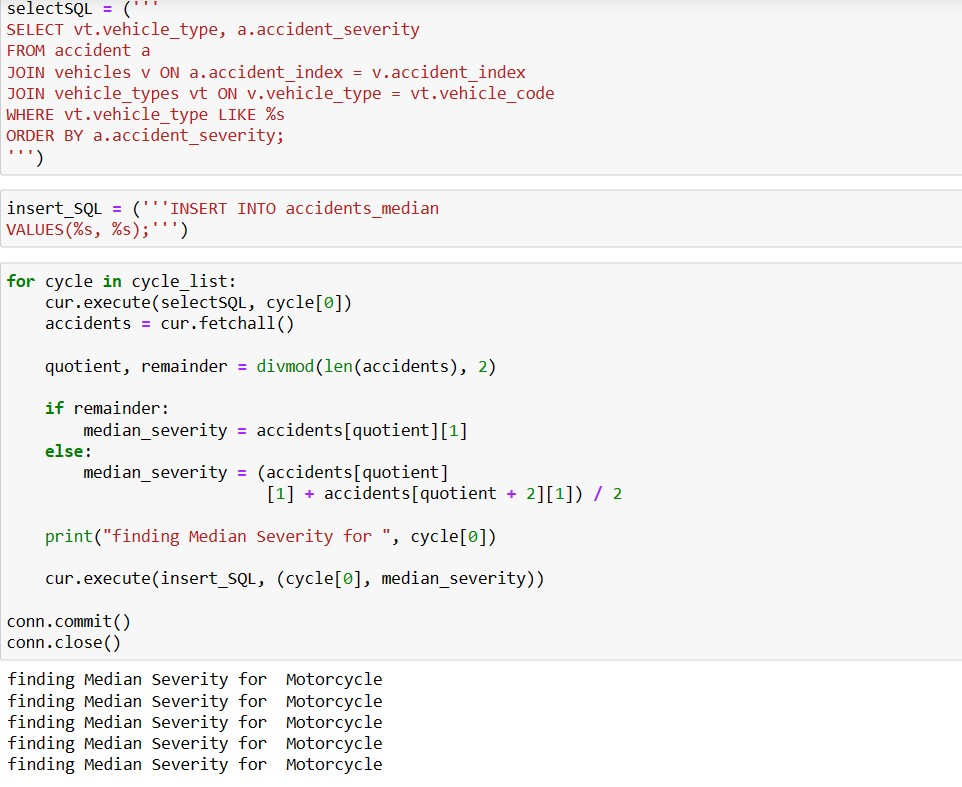 selectSQL = ('''
SELECT vt.vehicle_type, a.accident_severity
FROM accident a
JOIN vehicles v ON a.accident_index = v.accident_index
JOIN vehicle_types vt ON v.vehicle_type = vt.vehicle_code
WHERE vt.vehicle_type LIKE %s
ORDER BY a.accident_severity;
''')
insert_SQL = ('''INSERT INTO accidents_median
VALUES(%s, %s);''')
for cycle in cycle_list:
    cur.execute(selectSQL, cycle[0])
    accidents = cur.fetchall()
    quotient, remainder = divmod(len(accidents), 2)
    if remainder:
        median_severity = accidents[quotient][1]
    else:
        median_severity = (accidents[quotient]
                           [1] + accidents[quotient + 2][1]) / 2
    print("finding Median Severity for ", cycle[0])
    cur.execute(insert_SQL, (cycle[0], median_severity))
conn.commit()
conn.close()
finding Median Severity for  Motorcycle
finding Median Severity for  Motorcycle
finding Median Severity for  Motorcycle
finding Median Severity for  Motorcycle
finding Median Severity for  Motorcycle